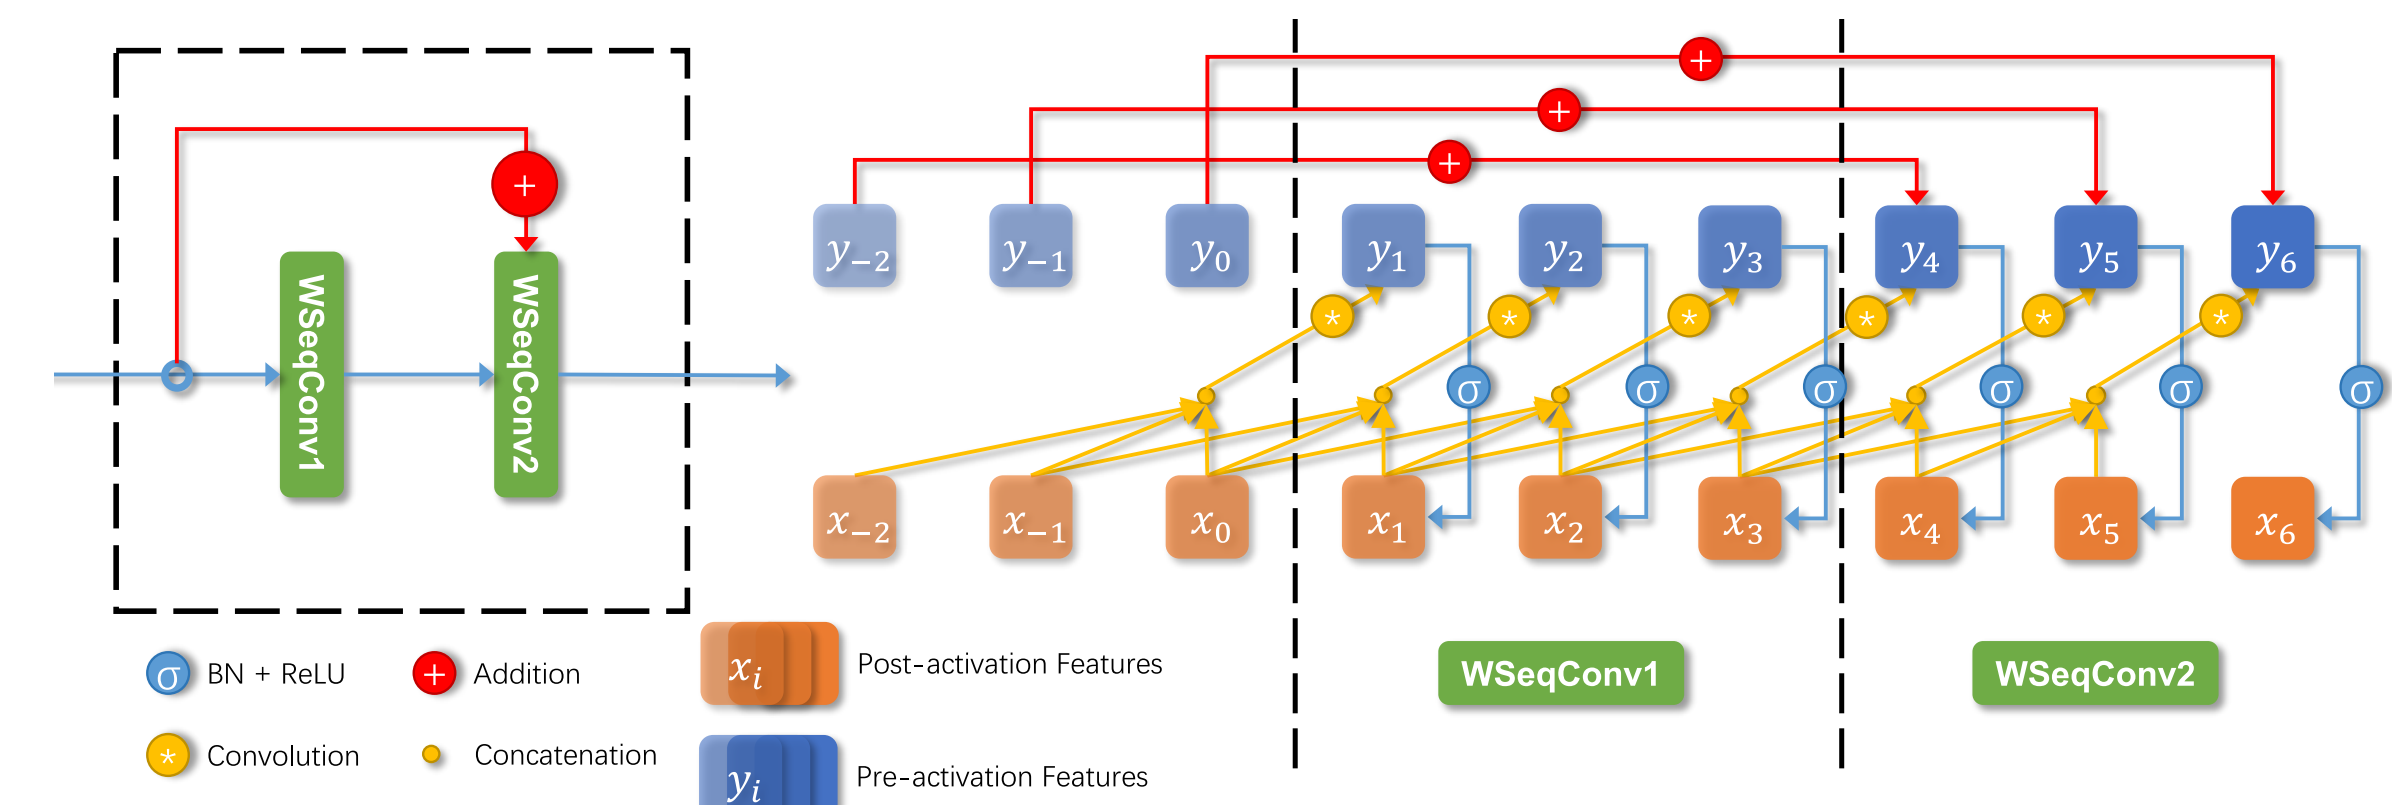 +
+
+
+
WSeqConv1
WSeqConv2
y₋₂ y₋₁ y₀ y₁ y₂ y₃ y₄ y₅ y₆
* * * * * *
σ σ σ σ σ σ
x₋₂ x₋₁ x₀ x₁ x₂ x₃ x₄ x₅ x₆
WSeqConv1 WSeqConv2
σ BN + ReLU
+ Addition
xᵢ Post-activation Features
* Convolution
Concatenation
yᵢ Pre-activation Features